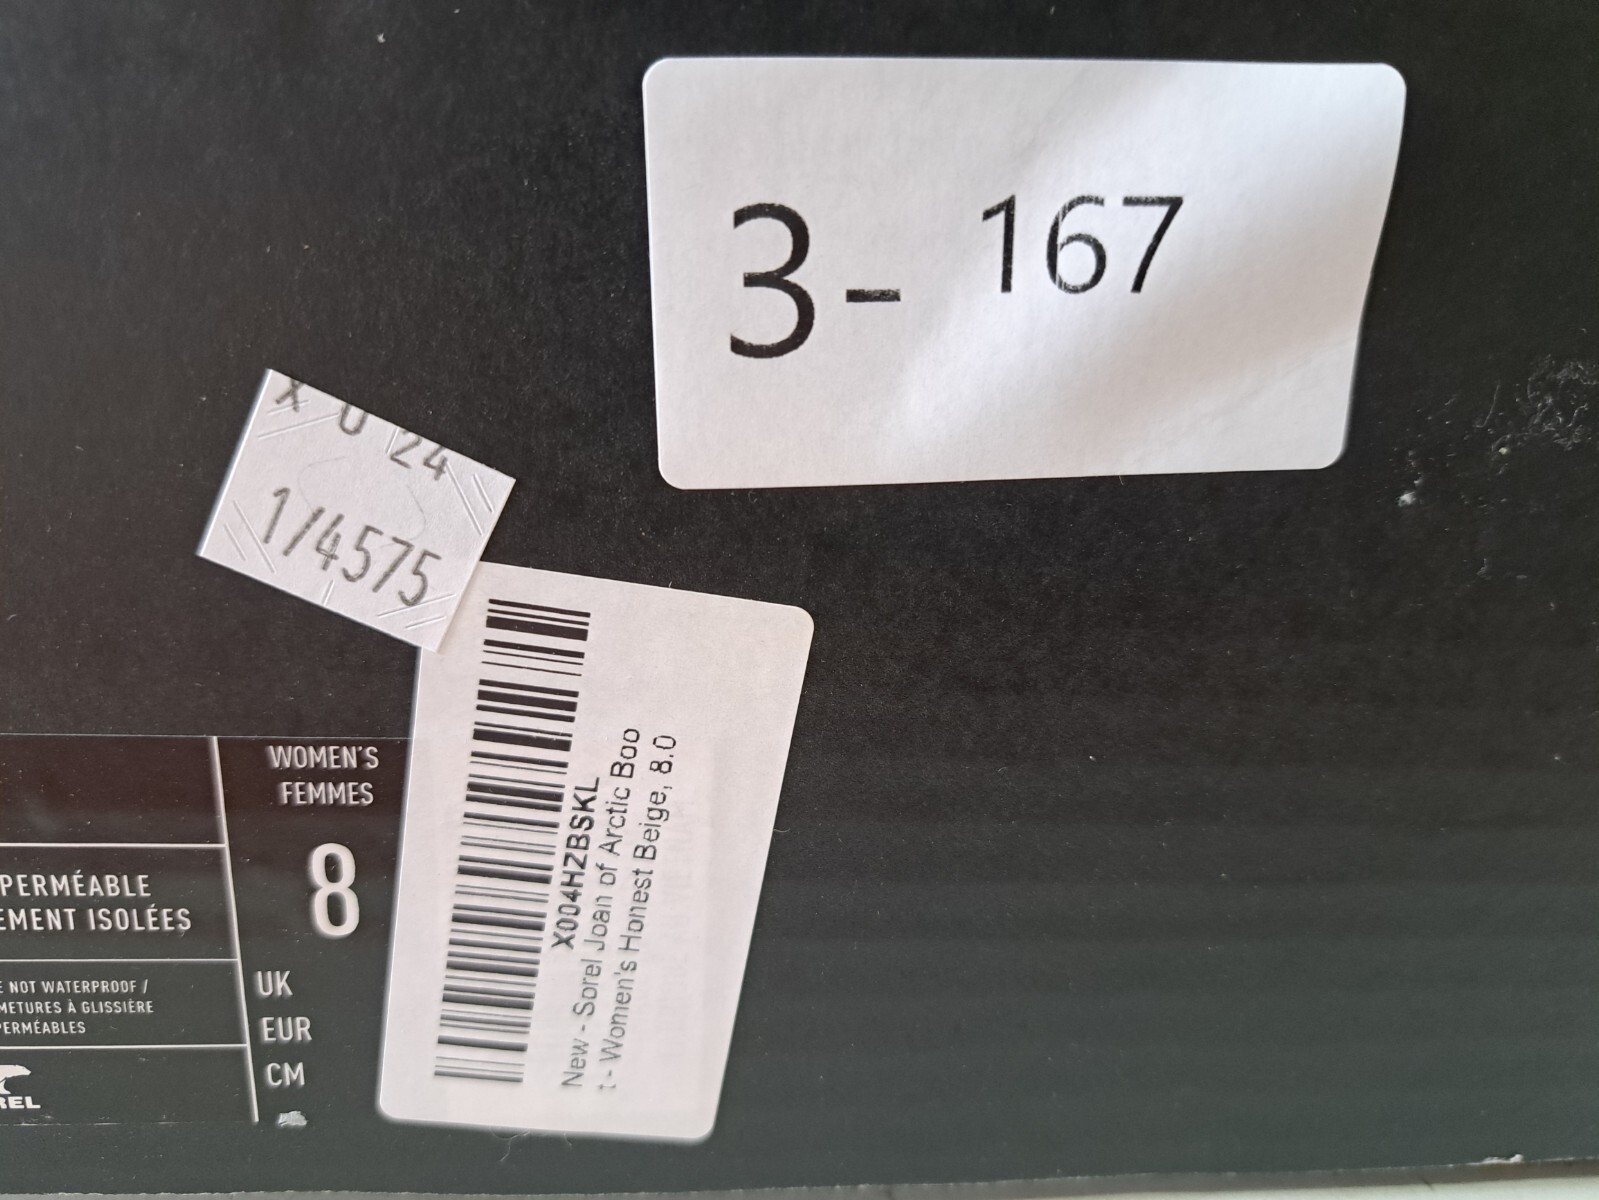 3- 167
X 0 24
1/4575
X004HZBSKL
New - Sorel Joan of Arctic Boo
t - Women's Honest Beige, 8.0
WOMEN'S
FEMMES
8
UK
EUR
CM
PERMÉABLE
EMENT ISOLÉES
E NOT WATERPROOF /
METURES À GLISSIÈRE
PERMÉABLES
REL